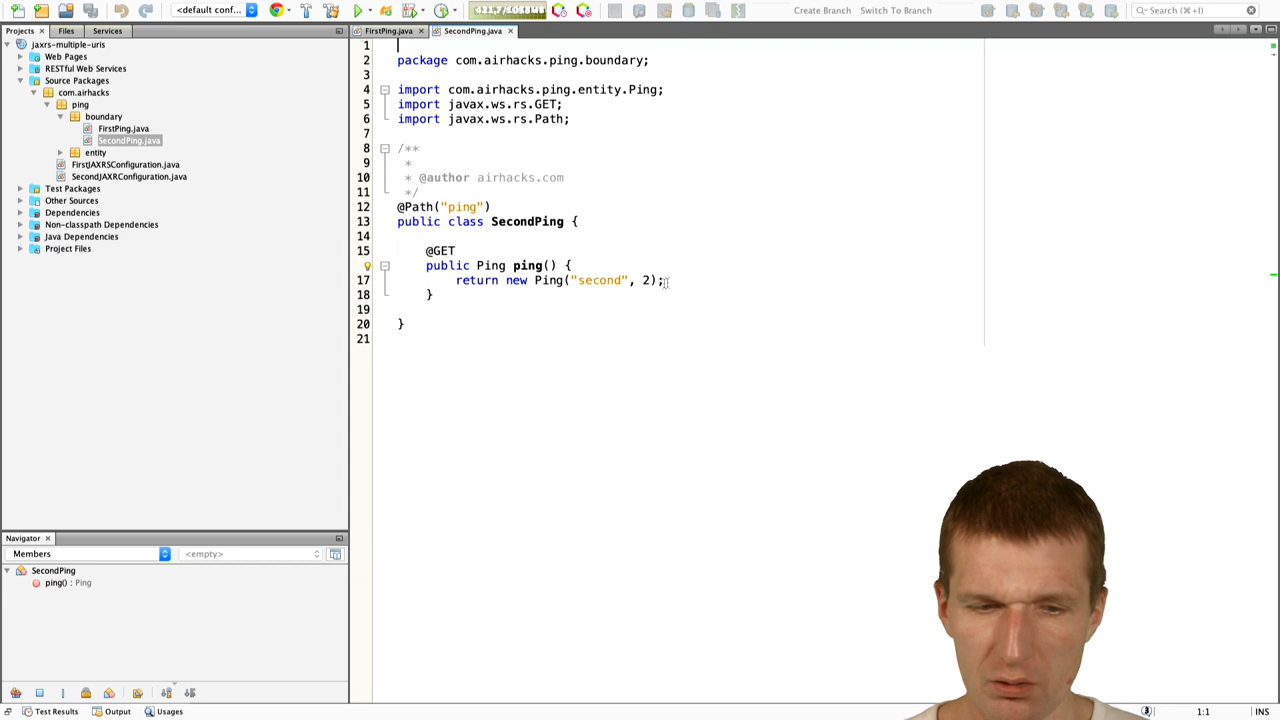 <default conf...
Create Branch
Switch To Branch
Search (⌘+I)
Projects
Files
Services
FirstPing.java
SecondPing.java
jaxrs-multiple-uris
Web Pages
RESTful Web Services
Source Packages
com.airhacks
ping
boundary
FirstPing.java
SecondPing.java
entity
FirstJAXRSConfiguration.java
SecondJAXRConfiguration.java
Test Packages
Other Sources
Dependencies
Non-classpath Dependencies
Java Dependencies
Project Files
1
2 package com.airhacks.ping.boundary;
3
4 import com.airhacks.ping.entity.Ping;
5 import javax.ws.rs.GET;
6 import javax.ws.rs.Path;
7
8 /**
9 *
10 * @author airhacks.com
11 */
12 @Path("ping")
13 public class SecondPing {
14
15 @GET
public Ping ping() {
17 return new Ping("second", 2);
18 }
19
20 }
21
Navigator
Members
<empty>
SecondPing
ping() : Ping
Test Results
Output
Usages
1:1
INS